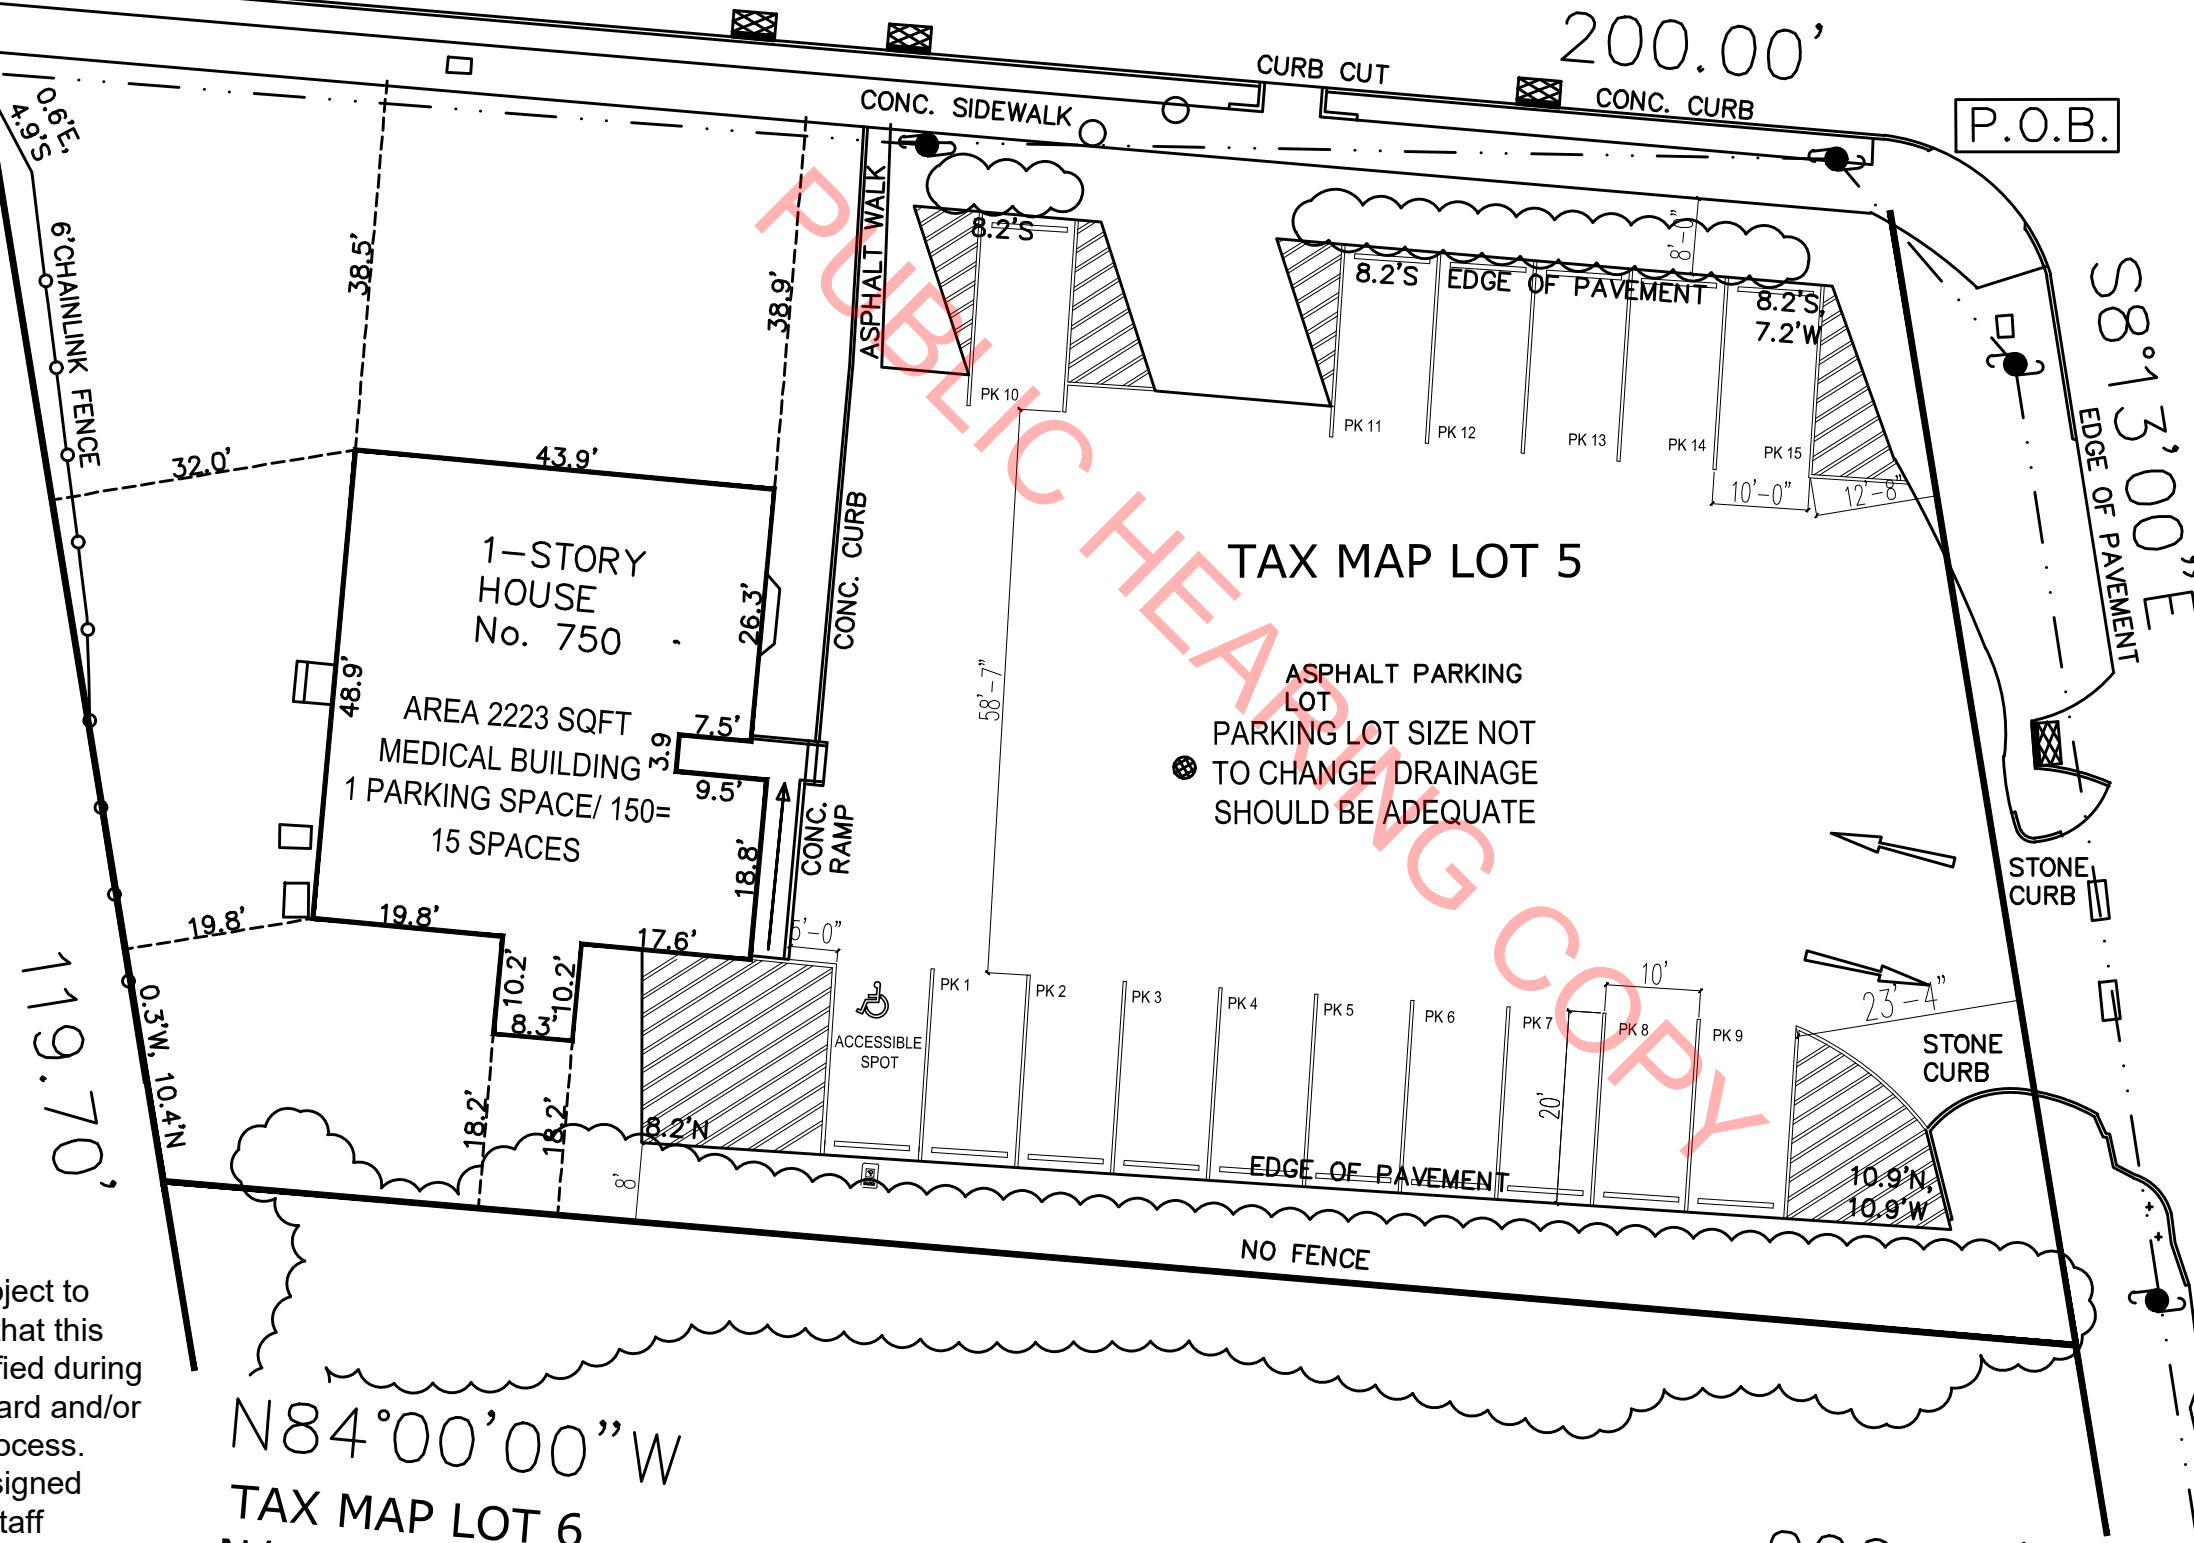 200.00'
CURB CUT
CONC. CURB
P.O.B.
CONC. SIDEWALK
0.6'E,
4.9'S
6'CHAINLINK FENCE
38.5'
38.9'
ASPHALT WALK
8.2'S
8'-0"
8.2'S
EDGE OF PAVEMENT
8.2'S,
7.2'W
S8°13'00"E
EDGE OF PAVEMENT
PK 10
PK 11
PK 12
PK 13
PK 14
PK 15
10'-0"
12'-8"
32.0'
43.9'
1-STORY
HOUSE
No. 750
CONC. CURB
26.3'
TAX MAP LOT 5
48.9'
AREA 2223 SQFT
MEDICAL BUILDING
1 PARKING SPACE/ 150=
15 SPACES
7.5'
3.9
9.5'
58'-7"
ASPHALT PARKING
LOT
PARKING LOT SIZE NOT
TO CHANGE DRAINAGE
SHOULD BE ADEQUATE
CONC.
RAMP
18.8'
STONE
CURB
19.8'
19.8'
17.6'
5'-0"
10.2'
10.2'
8.3'
ACCESSIBLE
SPOT
PK 1
PK 2
PK 3
PK 4
PK 5
PK 6
PK 7
PK 8
PK 9
10'
20'
23'-4"
STONE
CURB
119.70'
0.3'W, 10.4'N
18.2'
18.2'
8.2'N
8'
EDGE OF PAVEMENT
10.9'N,
10.9'W
NO FENCE
PUBLIC HEARING COPY
ject to
that this
fied during
ard and/or
ocess.
signed
taff
N84°00'00"W
TAX MAP LOT 6